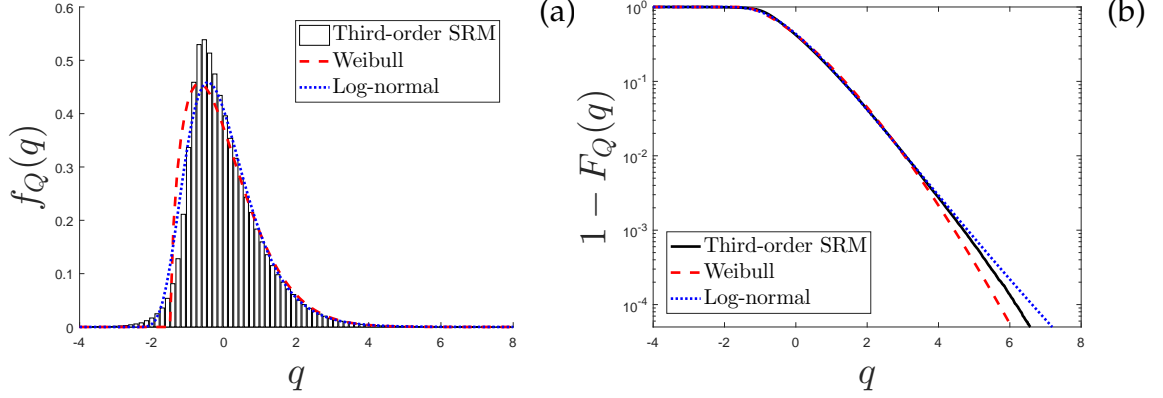 (a)
0.6
0.5
0.4
0.3
0.2
0.1
0
f_Q(q)
Third-order SRM
Weibull
Log-normal
-4 -2 0 2 4 6 8
q
(b)
10^0
10^-1
10^-2
10^-3
10^-4
1 − F_Q(q)
Third-order SRM
Weibull
Log-normal
-4 -2 0 2 4 6 8
q